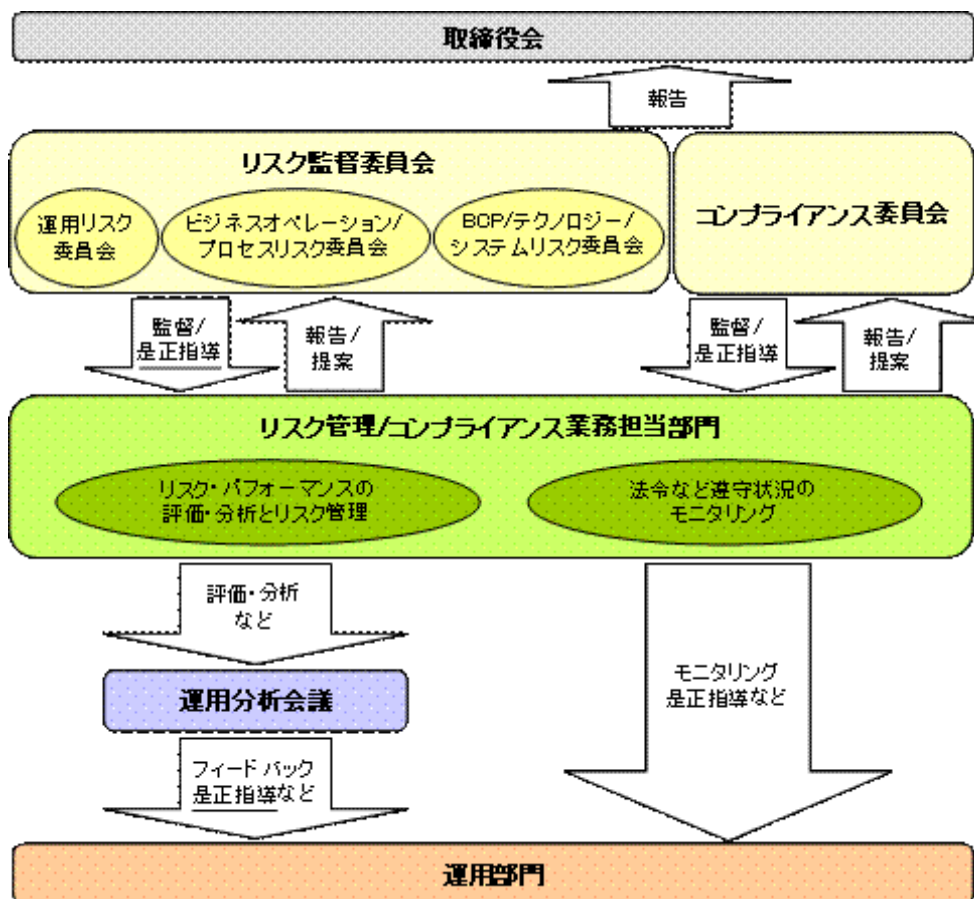 取締役会
報告
リスク監督委員会
運用リスク
委員会
ビジネスオペレーション/
プロセスリスク委員会
BCP/テクノロジー/
システムリスク委員会
コンプライアンス委員会
監督/
是正指導
報告/
提案
監督/
是正指導
報告/
提案
リスク管理/コンプライアンス業務担当部門
リスク・パフォーマンスの
評価・分析とリスク管理
法令など遵守状況の
モニタリング
評価・分析
など
運用分析会議
モニタリング
是正指導など
フィードバック
是正指導など
運用部門